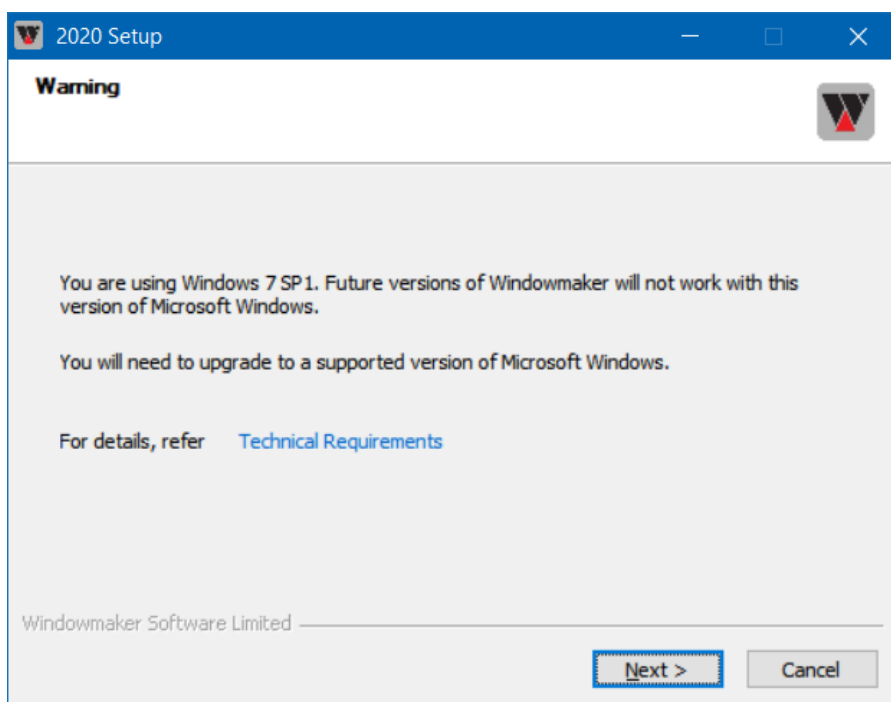 2020 Setup
Warning
You are using Windows 7 SP1. Future versions of Windowmaker will not work with this
version of Microsoft Windows.
You will need to upgrade to a supported version of Microsoft Windows.
For details, refer Technical Requirements
Windowmaker Software Limited
Next > Cancel